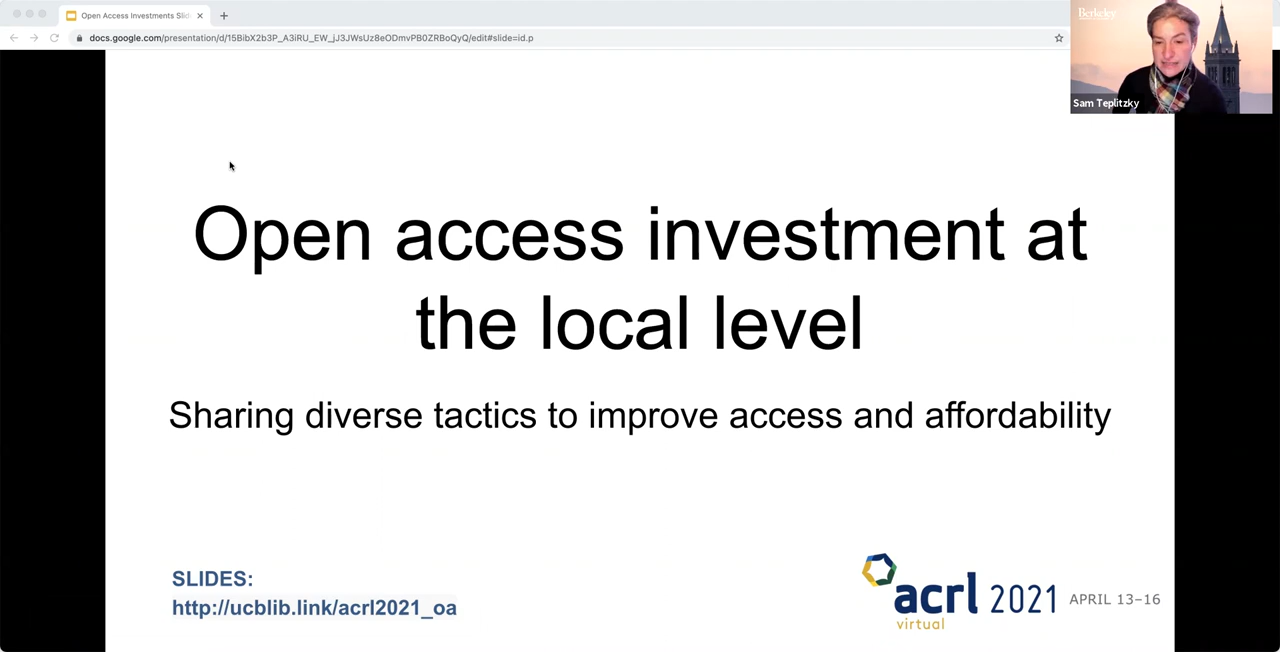 Open Access Investments Slid
docs.google.com/presentation/d/15BibX2b3P_A3iRU_EW_jJ3JWsUz8eODmvPB0ZRBoQyQ/edit#slide=id.p
Berkeley
Sam Teplitzky
Open access investment at
the local level
Sharing diverse tactics to improve access and affordability
SLIDES:
http://ucblib.link/acrl2021_oa
acrl 2021 APRIL 13–16
virtual